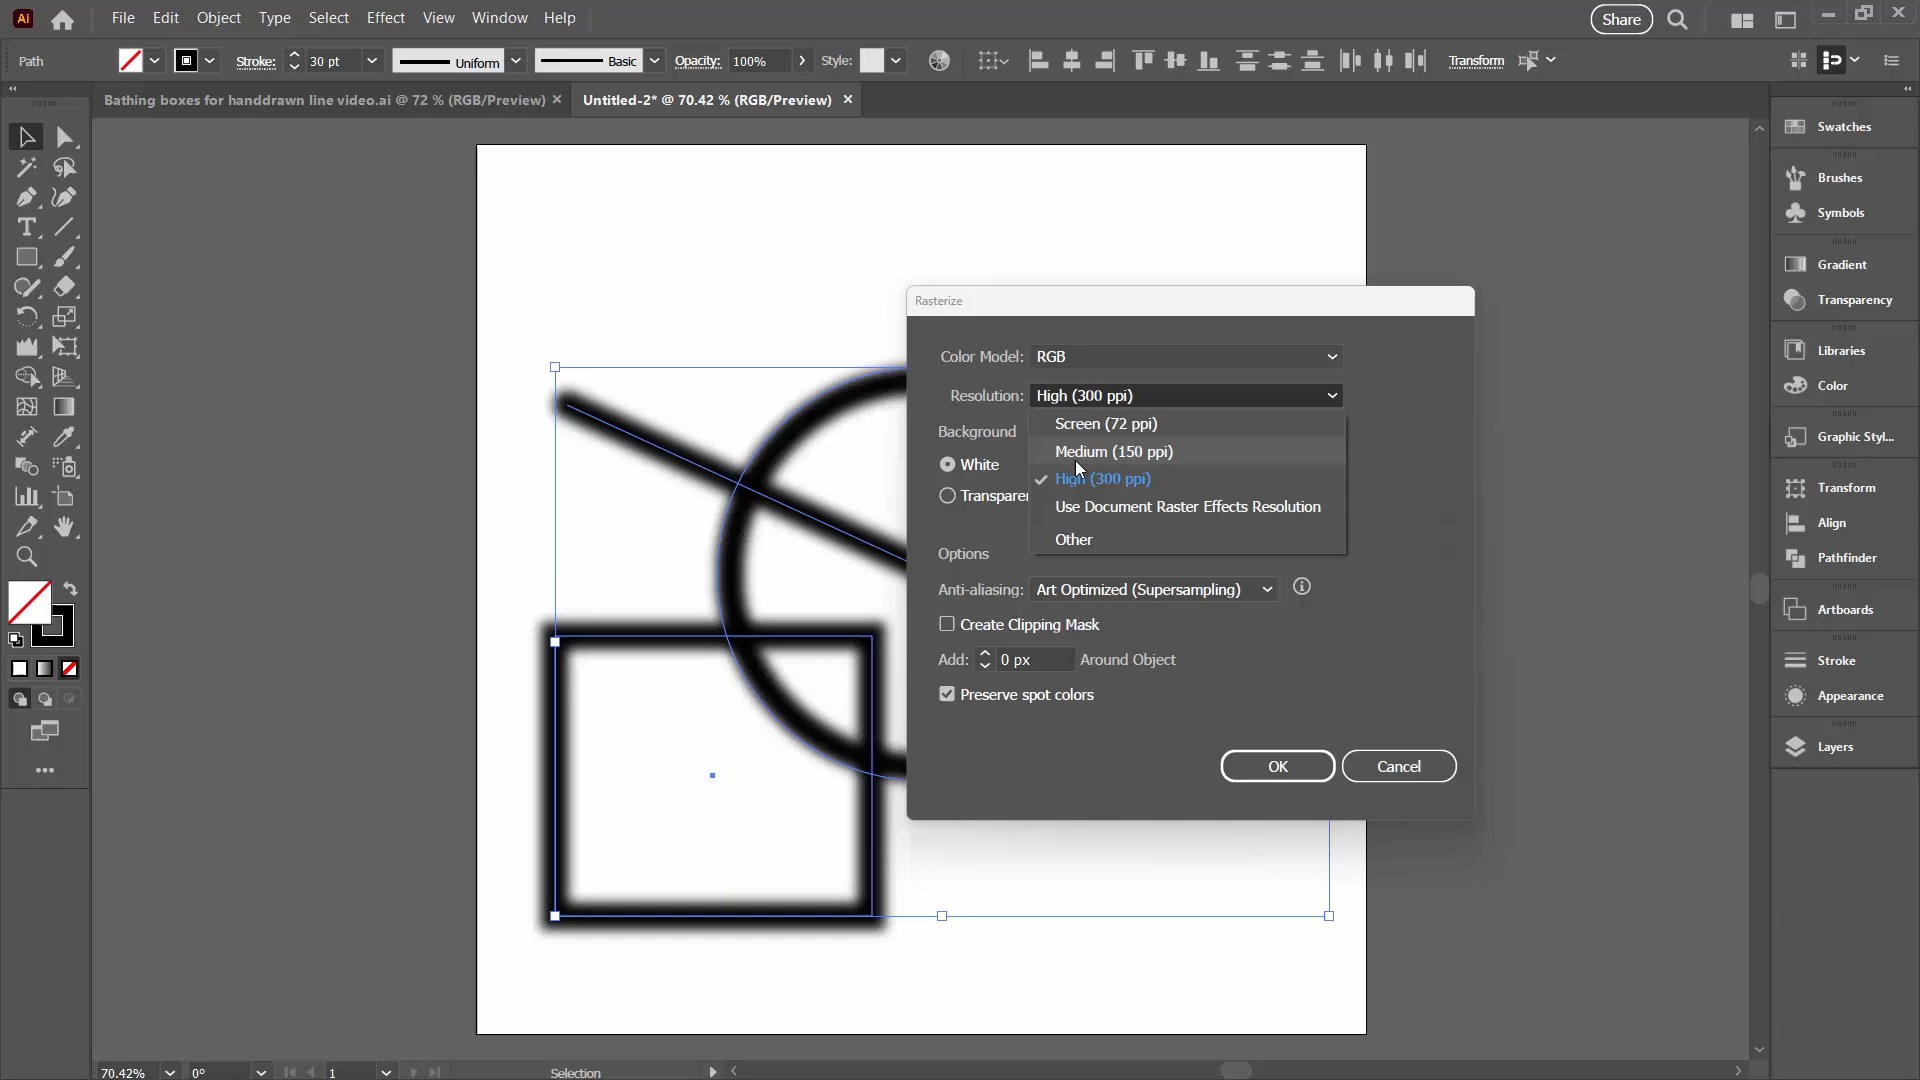 Ai File Edit Object Type Select Effect View Window Help Share
Path Stroke: 30 pt Uniform Basic Opacity: 100% Style: Transform
Bathing boxes for handdrawn line video.ai @ 72 % (RGB/Preview) Untitled-2* @ 70.42 % (RGB/Preview)
Rasterize
Color Model: RGB
Resolution: High (300 ppi)
Screen (72 ppi)
Background
Medium (150 ppi)
White
High (300 ppi)
Transparen
Use Document Raster Effects Resolution
Other
Options
Anti-aliasing: Art Optimized (Supersampling)
Create Clipping Mask
Add: 0 px Around Object
Preserve spot colors
OK Cancel
Swatches
Brushes
Symbols
Gradient
Transparency
Libraries
Color
Graphic Styl...
Transform
Align
Pathfinder
Artboards
Stroke
Appearance
Layers
70.42% 0° 1 Selection